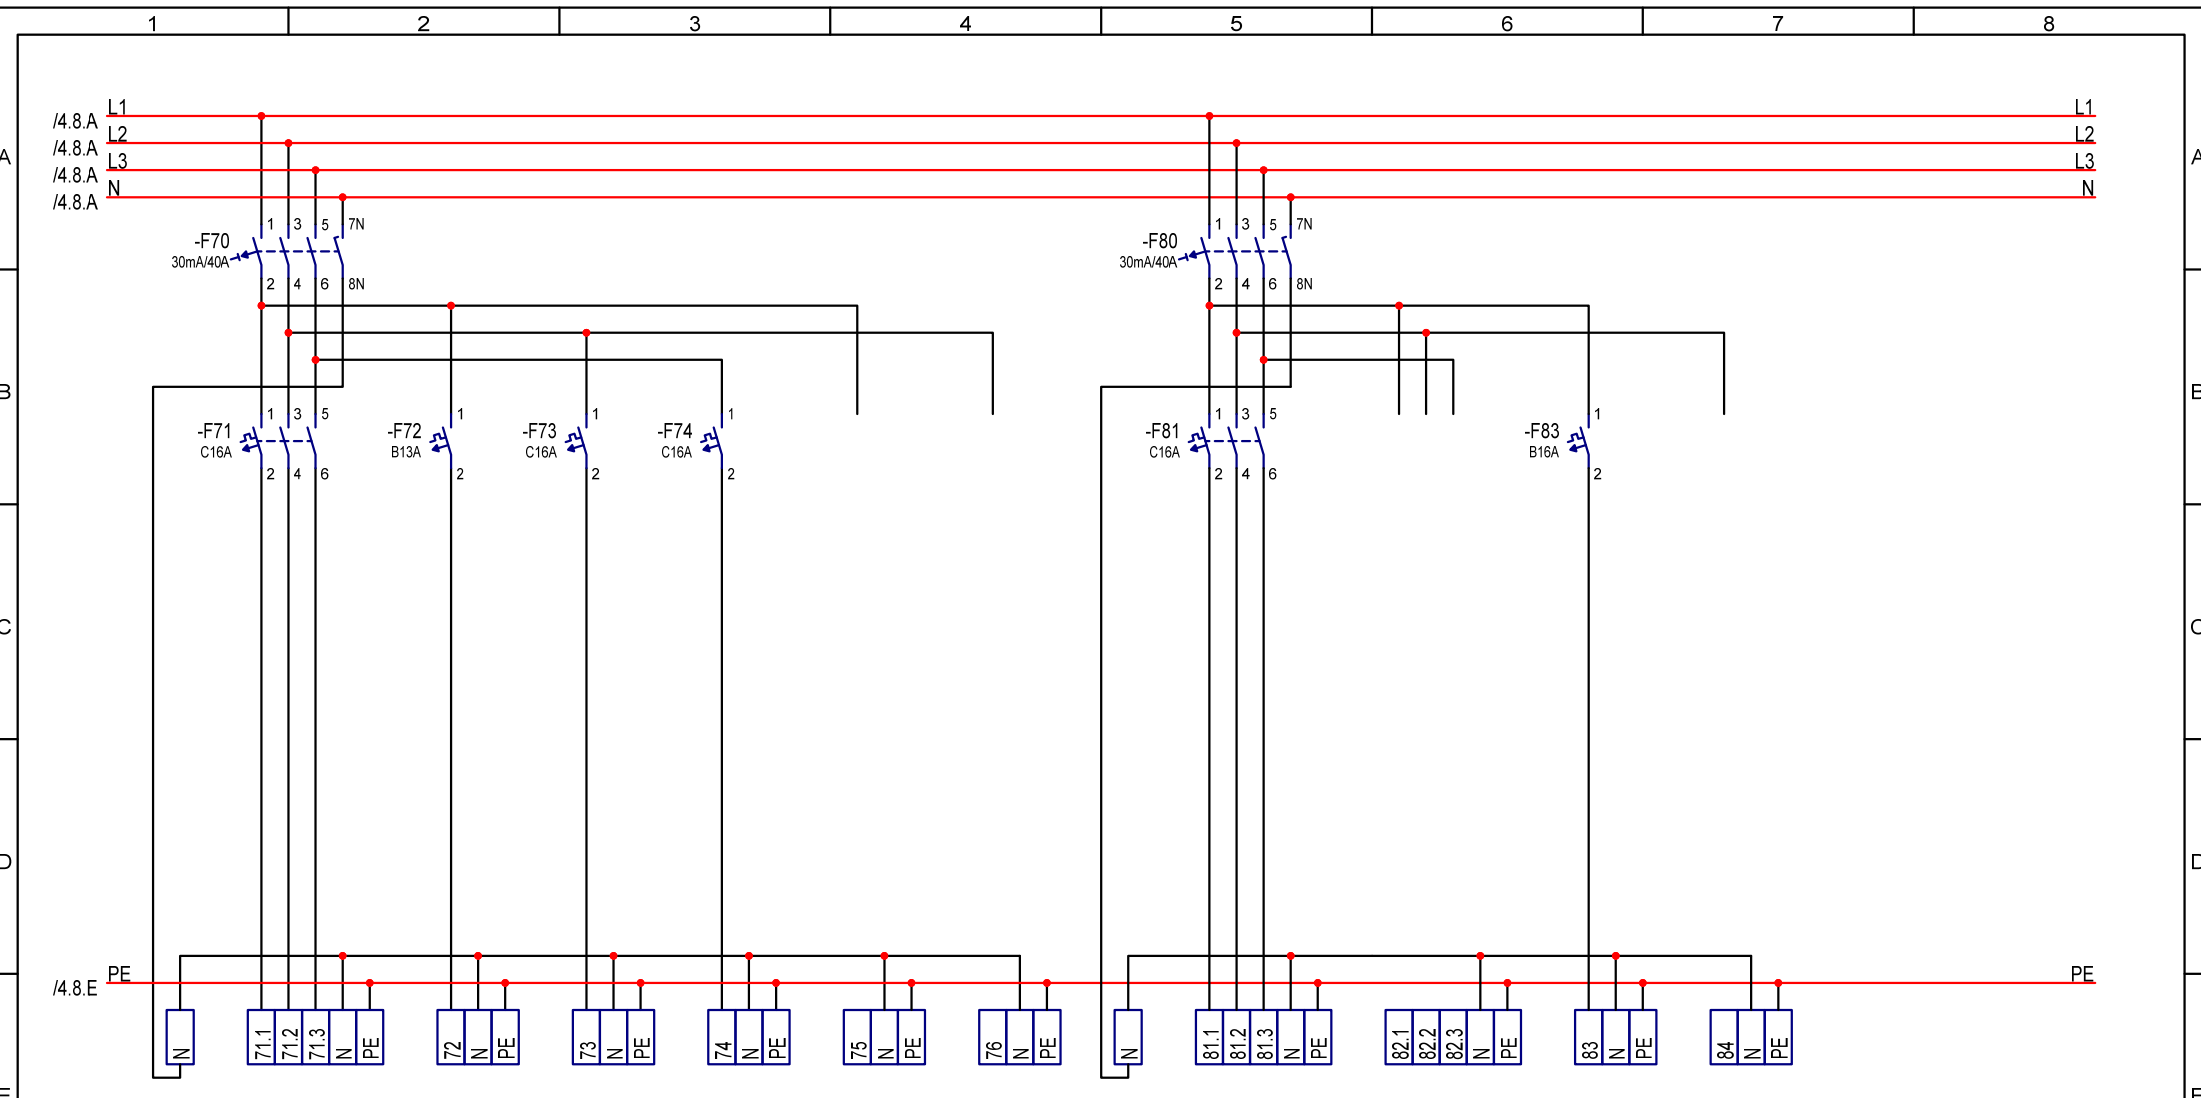 1 2 3 4 5 6 7 8
L1 L1
/4.8.A
L2 L2
/4.8.A
A A
L3 L3
/4.8.A
N N
/4.8.A
1 3 5 7N 1 3 5 7N
-F70 -F80
30mA/40A 30mA/40A
2 4 6 8N 2 4 6 8N
B B
1 3 5 1 1 1 1 3 5 1
-F71 -F72 -F73 -F74 -F81 -F83
C16A B13A C16A C16A C16A B16A
2 4 6 2 2 2 2 4 6 2
C C
D D
PE PE
/4.8.E
N 71.1 71.2 71.3 N PE 72 N PE 73 N PE 74 N PE 75 N PE 76 N PE N 81.1 81.2 81.3 N PE 82.1 82.2 82.3 N PE 83 N PE 84 N PE
E E